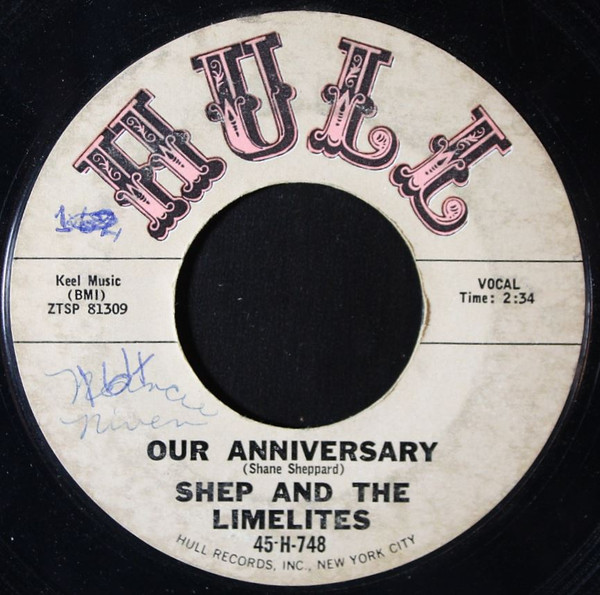 HULL
Keel Music
(BMI)
ZTSP 81309
VOCAL
Time: 2:34
OUR ANNIVERSARY
(Shane Sheppard)
SHEP AND THE
LIMELITES
45-H-748
HULL RECORDS, INC., NEW YORK CITY